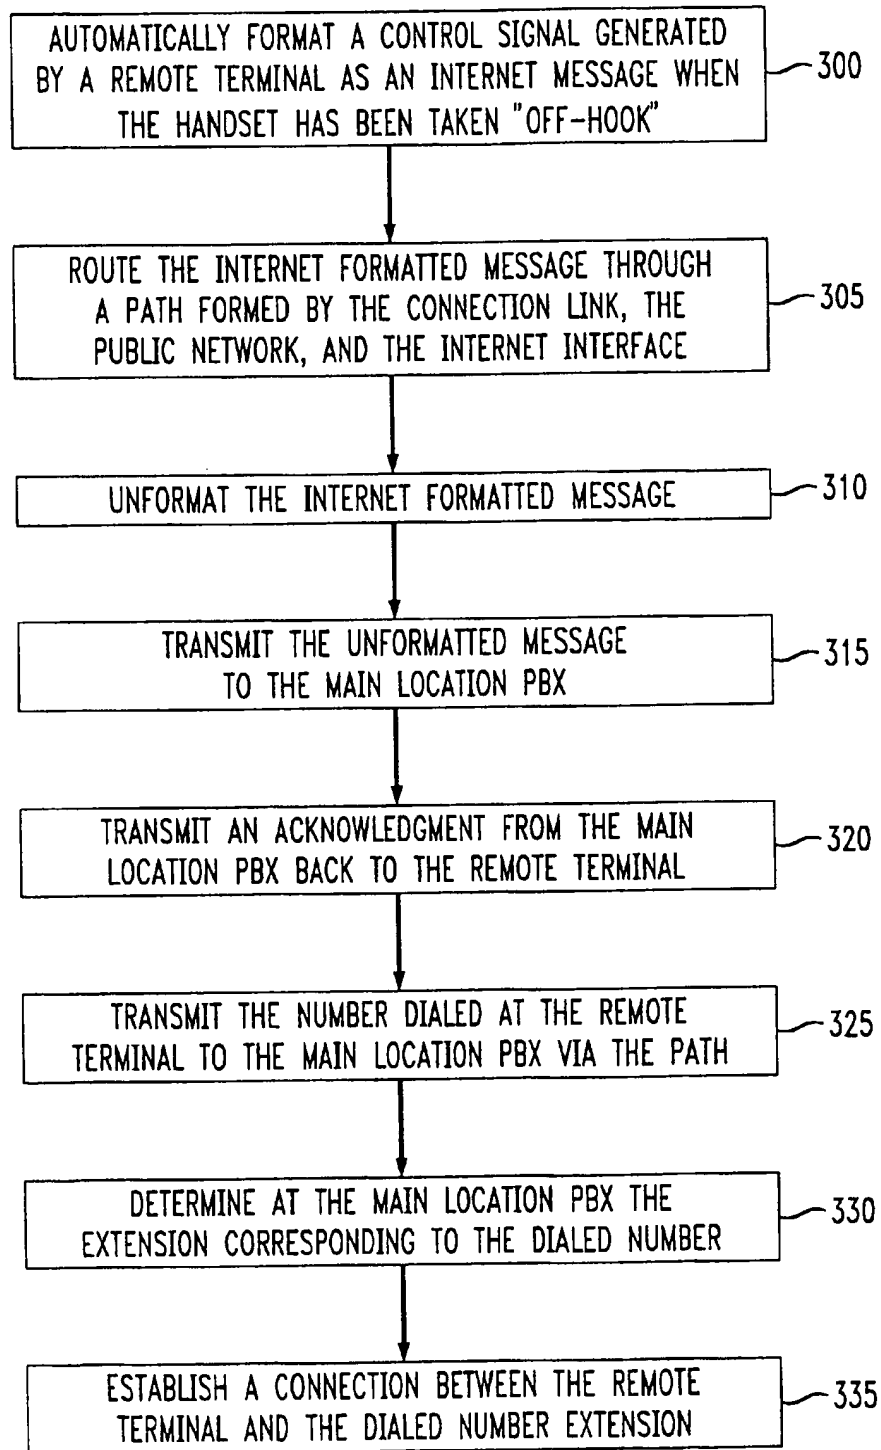 AUTOMATICALLY FORMAT A CONTROL SIGNAL GENERATED
BY A REMOTE TERMINAL AS AN INTERNET MESSAGE WHEN
THE HANDSET HAS BEEN TAKEN "OFF-HOOK"
300
ROUTE THE INTERNET FORMATTED MESSAGE THROUGH
A PATH FORMED BY THE CONNECTION LINK, THE
PUBLIC NETWORK, AND THE INTERNET INTERFACE
305
UNFORMAT THE INTERNET FORMATTED MESSAGE
310
TRANSMIT THE UNFORMATTED MESSAGE
TO THE MAIN LOCATION PBX
315
TRANSMIT AN ACKNOWLEDGMENT FROM THE MAIN
LOCATION PBX BACK TO THE REMOTE TERMINAL
320
TRANSMIT THE NUMBER DIALED AT THE REMOTE
TERMINAL TO THE MAIN LOCATION PBX VIA THE PATH
325
DETERMINE AT THE MAIN LOCATION PBX THE
EXTENSION CORRESPONDING TO THE DIALED NUMBER
330
ESTABLISH A CONNECTION BETWEEN THE REMOTE
TERMINAL AND THE DIALED NUMBER EXTENSION
335